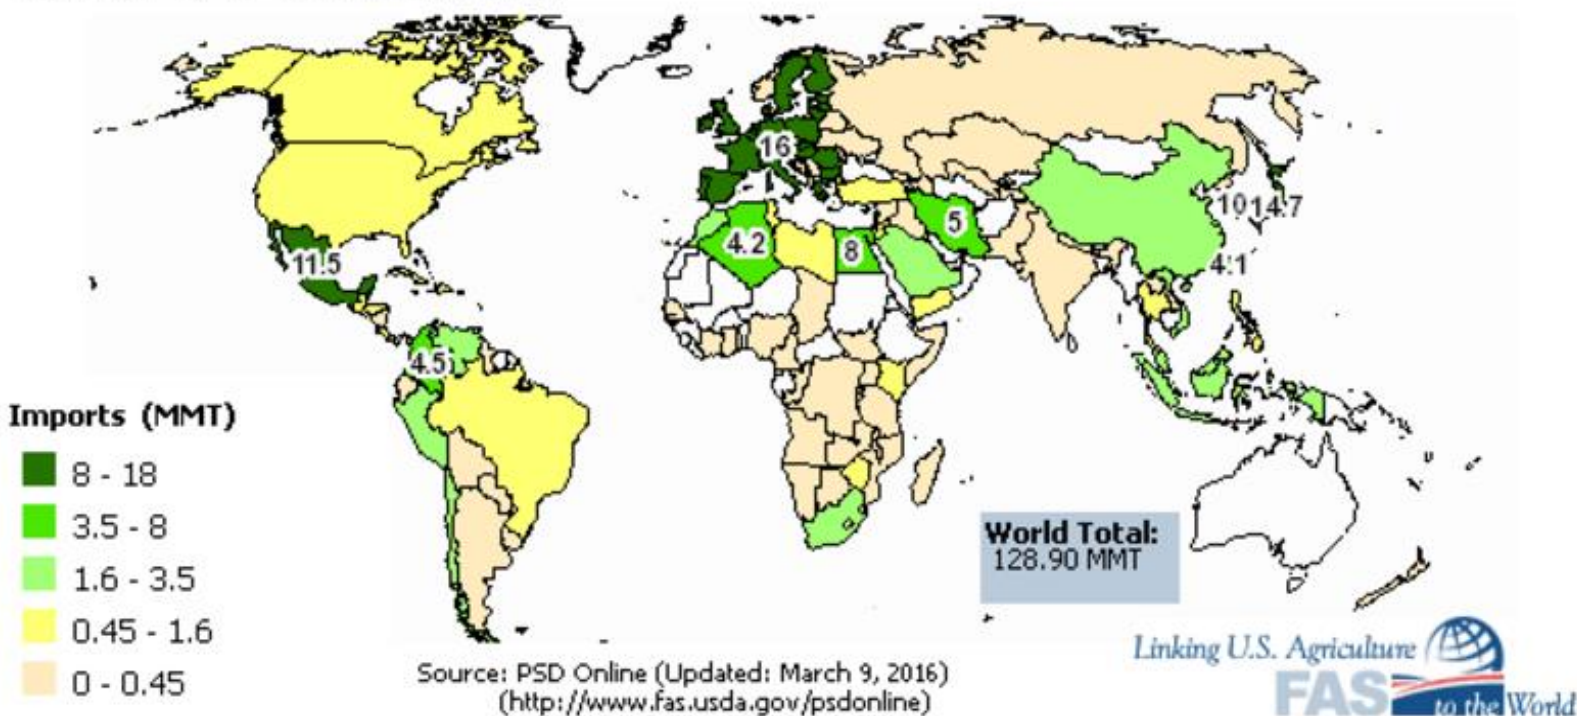 16
10
14.7
11.5
4.2
8
5
4.1
4.5
Imports (MMT)
8 - 18
3.5 - 8
1.6 - 3.5
0.45 - 1.6
0 - 0.45
World Total:
128.90 MMT
Source: PSD Online (Updated: March 9, 2016)
(http://www.fas.usda.gov/psdonline)
Linking U.S. Agriculture
FAS
to the World